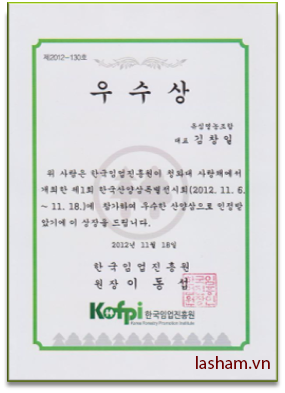 제2012-130호
우 수 상
유심영농조합
대표 김 창 일
위 사람은 한국임업진흥원이 청와대 사랑채에서
개최한 제1회 한국산양삼특별전시회(2012. 11. 6.
~ 11. 18.)에 참가하여 우수한 산양삼으로 인정받
았기에 이 상장을 드립니다.
2012년 11월 18일
한 국 임 업 진 흥 원
원 장 이 동 섭
Kofpi 한국임업진흥원
Korea Forestry Promotion Institute
lasham.vn